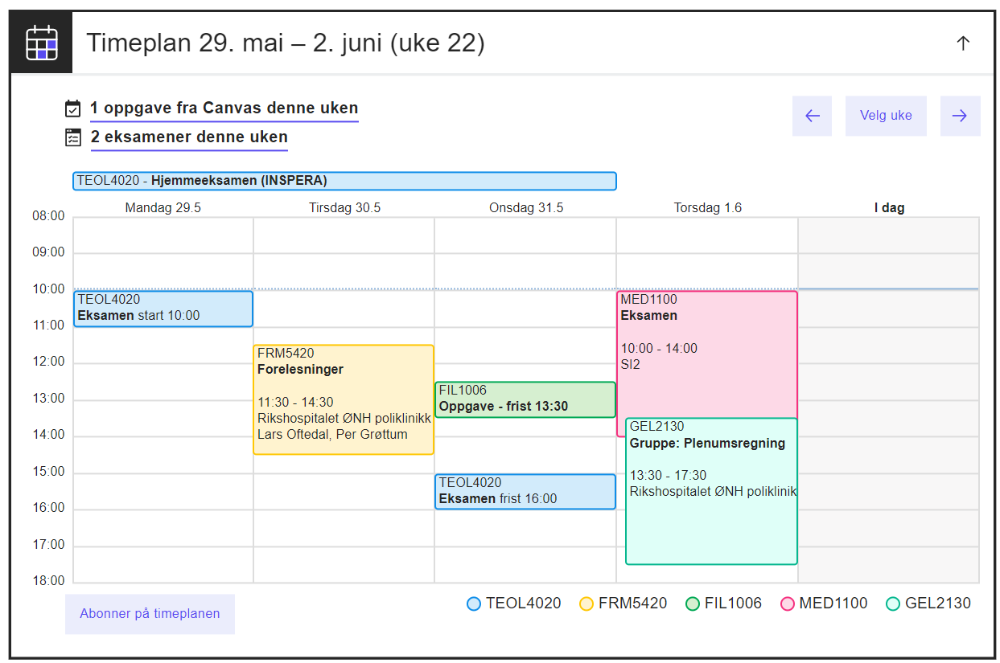 Timeplan 29. mai – 2. juni (uke 22)
1 oppgave fra Canvas denne uken
2 eksamener denne uken
Velg uke
TEOL4020 - Hjemmeeksamen (INSPERA)
Mandag 29.5
Tirsdag 30.5
Onsdag 31.5
Torsdag 1.6
I dag
08:00
09:00
10:00
11:00
12:00
13:00
14:00
15:00
16:00
17:00
18:00
TEOL4020
Eksamen start 10:00
FRM5420
Forelesninger
11:30 - 14:30
Rikshospitalet ØNH poliklinikk
Lars Oftedal, Per Grøttum
FIL1006
Oppgave - frist 13:30
TEOL4020
Eksamen frist 16:00
MED1100
Eksamen
10:00 - 14:00
SI2
GEL2130
Gruppe: Plenumsregning
13:30 - 17:30
Rikshospitalet ØNH poliklinik
Abonner på timeplanen
TEOL4020
FRM5420
FIL1006
MED1100
GEL2130